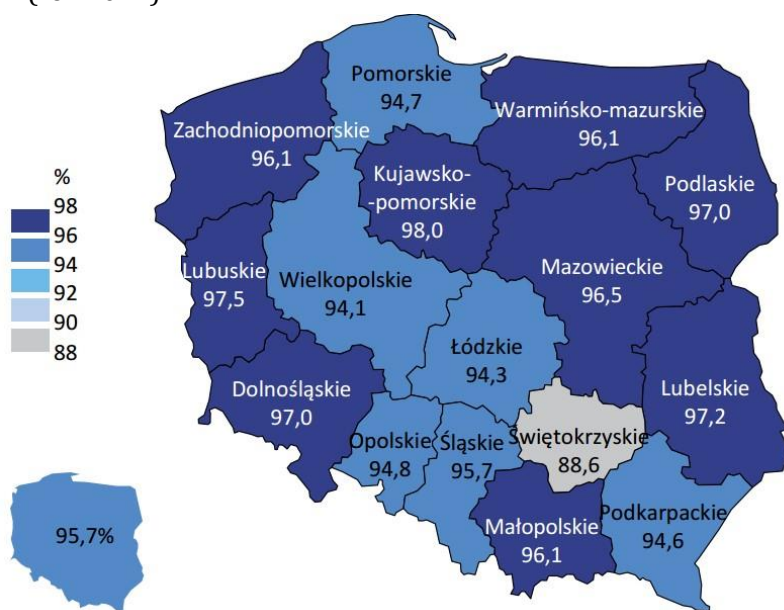 Pomorskie
94,7
Warmińsko-mazurskie
96,1
Zachodniopomorskie
96,1
Kujawsko-
-pomorskie
98,0
Podlaskie
97,0
%
98
96
94
92
90
88
Lubuskie
97,5
Wielkopolskie
94,1
Mazowieckie
96,5
Łódzkie
94,3
Dolnośląskie
97,0
Lubelskie
97,2
Opolskie
94,8
Śląskie
95,7
Świętokrzyskie
88,6
Małopolskie
96,1
Podkarpackie
94,6
95,7%